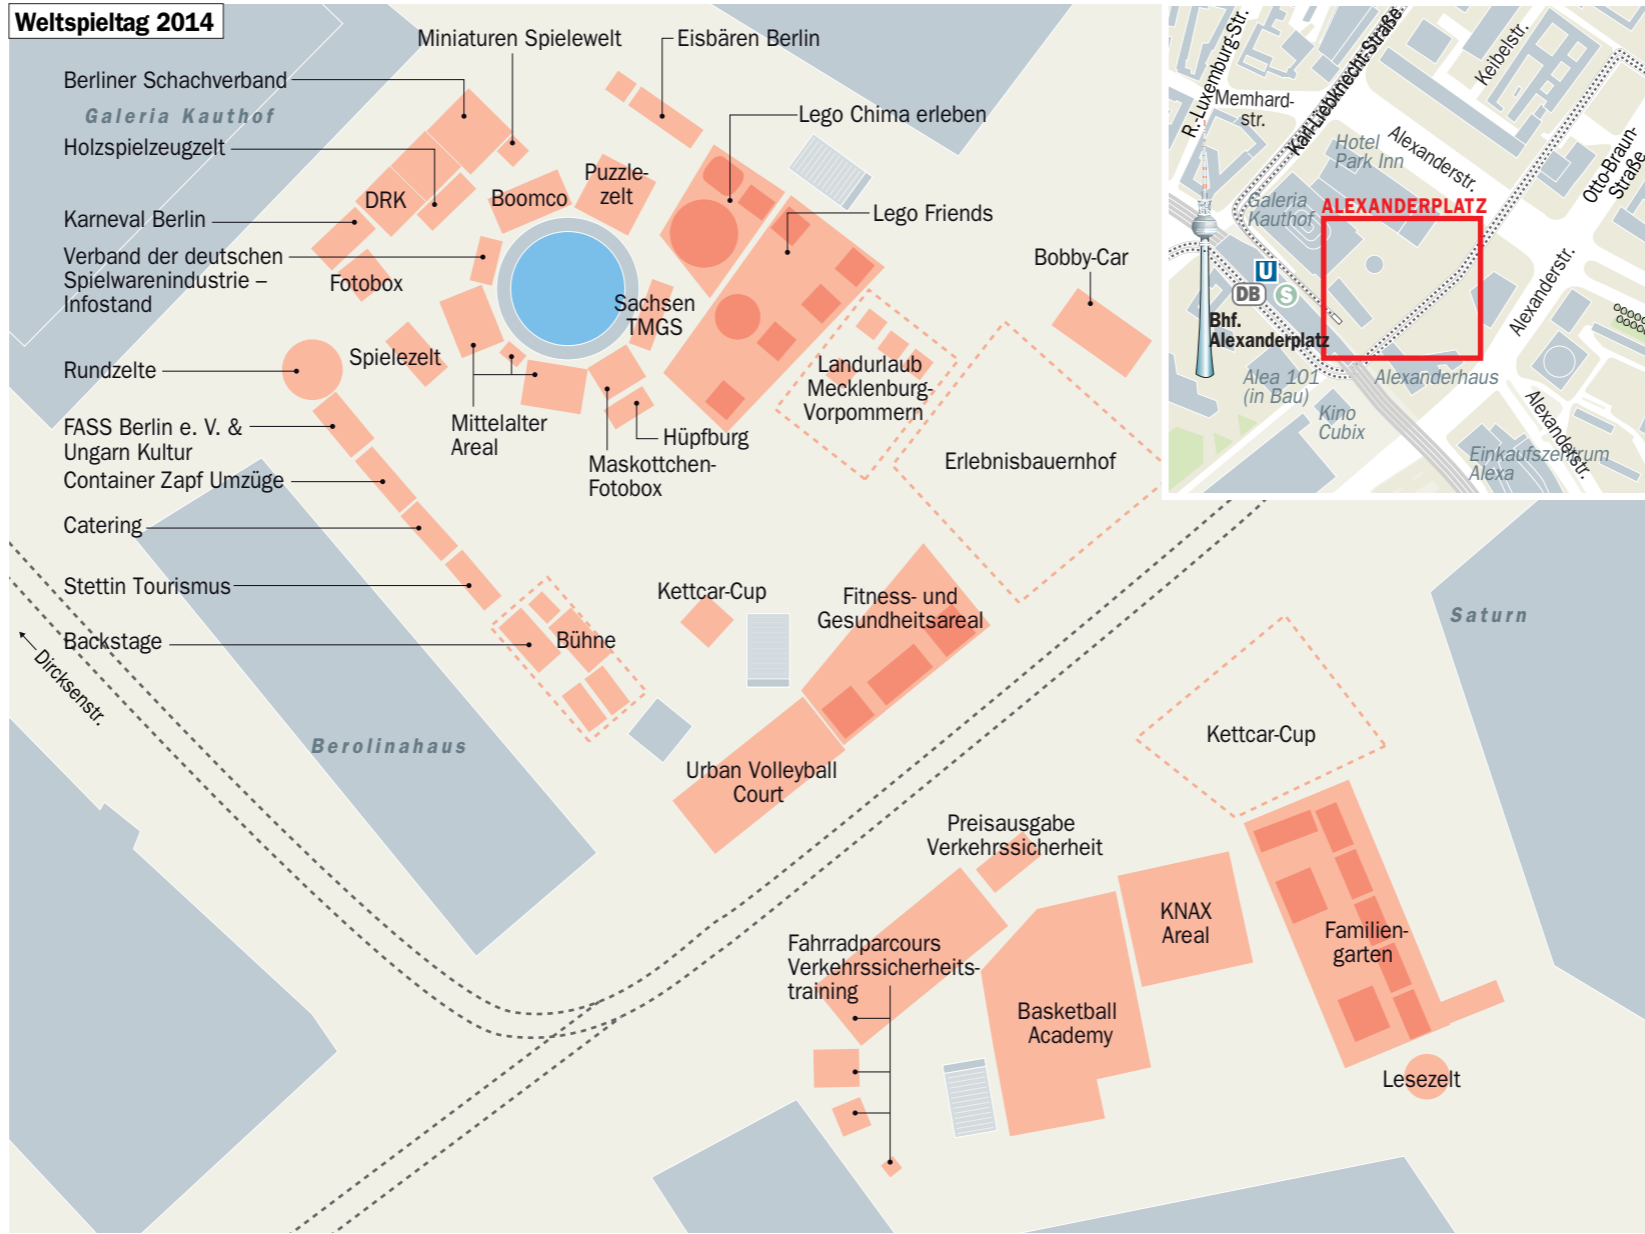 Weltspieltag 2014
Miniaturen Spielewelt
Eisbären Berlin
Berliner Schachverband
Galeria Kauthof
Lego Chima erleben
Holzspielzeugzelt
Puzzle-
zelt
DRK
Boomco
Karneval Berlin
Lego Friends
Verband der deutschen
Spielwarenindustrie –
Infostand
Fotobox
Bobby-Car
Sachsen
TMGS
Rundzelte
Spielezelt
Landurlaub
Mecklenburg-
Vorpommern
FASS Berlin e. V. &
Ungarn Kultur
Mittelalter
Areal
Hüpfburg
Maskottchen-
Fotobox
Erlebnisbauernhof
Container Zapf Umzüge
Catering
Stettin Tourismus
Backstage
Bühne
Kettcar-Cup
Fitness- und
Gesundheitsareal
Dircksenstr.
Berolinahaus
Urban Volleyball
Court
Saturn
Kettcar-Cup
Preisausgabe
Verkehrssicherheit
KNAX
Areal
Familien-
garten
Fahrradparcours
Verkehrssicherheits-
training
Basketball
Academy
Lesezelt
R.-Luxemburg-Str.
Memhard-
str.
Karl-Liebknecht-Straße
Keibelstr.
Hotel
Park Inn
Alexanderstr.
Otto-Braun-
Straße
Galeria
Kauthof
ALEXANDERPLATZ
U
DB
S
Bhf.
Alexanderplatz
Alexanderstr.
Alea 101
(in Bau)
Alexanderhaus
Kino
Cubix
Alexanderstr.
Einkaufszentrum
Alexa